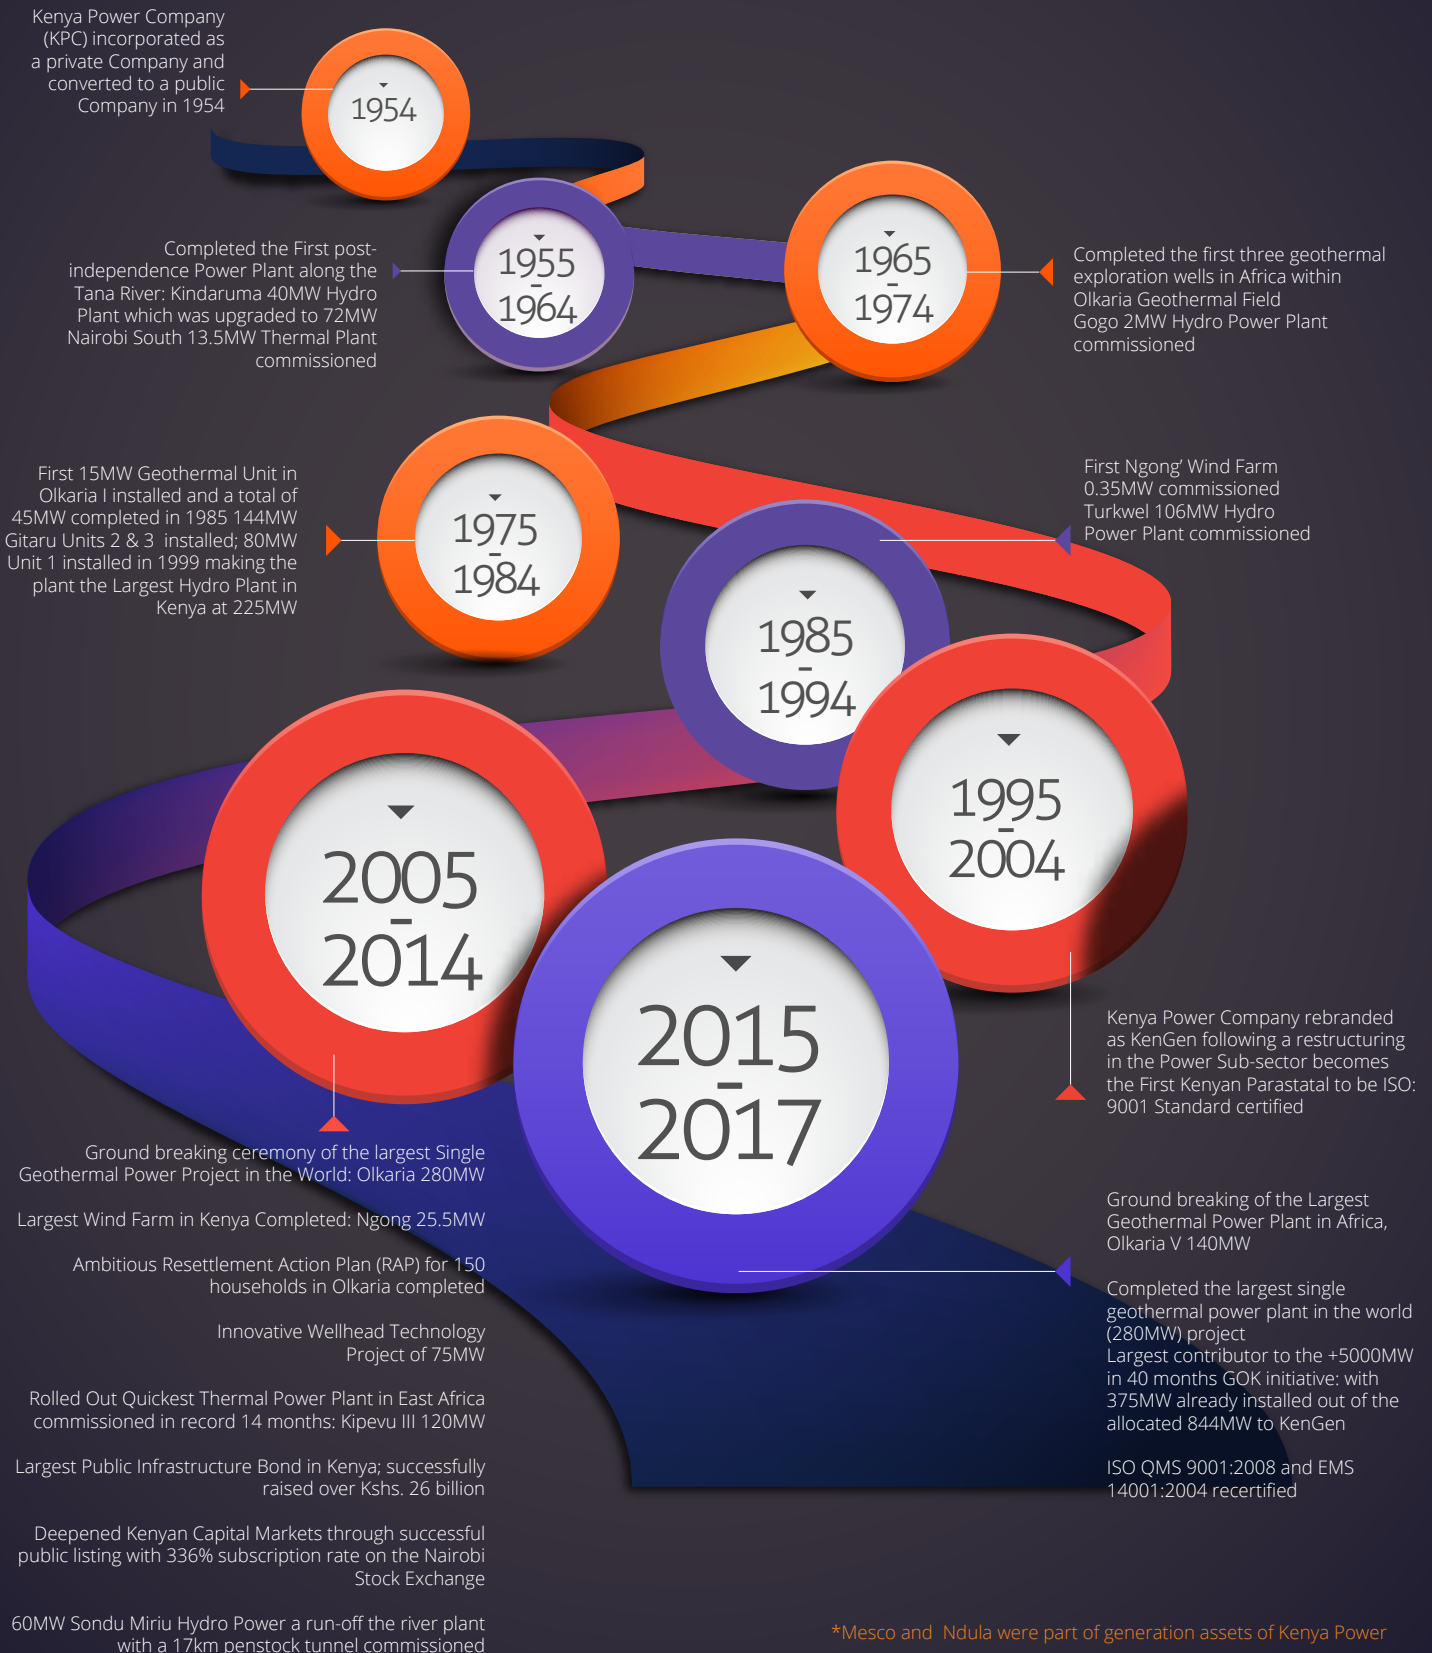 Kenya Power Company
(KPC) incorporated as
a private Company and
converted to a public
Company in 1954
1954
Completed the First post-
independence Power Plant along the
Tana River: Kindaruma 40MW Hydro
Plant which was upgraded to 72MW
Nairobi South 13.5MW Thermal Plant
commissioned
1955
-
1964
1965
-
1974
Completed the first three geothermal
exploration wells in Africa within
Olkaria Geothermal Field
Gogo 2MW Hydro Power Plant
commissioned
First 15MW Geothermal Unit in
Olkaria I installed and a total of
45MW completed in 1985 144MW
Gitaru Units 2 & 3  installed; 80MW
Unit 1 installed in 1999 making the
plant the Largest Hydro Plant in
Kenya at 225MW
1975
-
1984
First Ngong’ Wind Farm
0.35MW commissioned
Turkwel 106MW Hydro
Power Plant commissioned
1985
-
1994
1995
-
2004
Kenya Power Company rebranded
as KenGen following a restructuring
in the Power Sub-sector becomes
the First Kenyan Parastatal to be ISO:
9001 Standard certified
2005
-
2014
Ground breaking ceremony of the largest Single
Geothermal Power Project in the World: Olkaria 280MW
Largest Wind Farm in Kenya Completed: Ngong 25.5MW
Ambitious Resettlement Action Plan (RAP) for 150
households in Olkaria completed
Innovative Wellhead Technology
Project of 75MW
Rolled Out Quickest Thermal Power Plant in East Africa
commissioned in record 14 months: Kipevu III 120MW
Largest Public Infrastructure Bond in Kenya; successfully
raised over Kshs. 26 billion
Deepened Kenyan Capital Markets through successful
public listing with 336% subscription rate on the Nairobi
Stock Exchange
60MW Sondu Miriu Hydro Power a run-off the river plant
with a 17km penstock tunnel commissioned
2015
-
2017
Ground breaking of the Largest
Geothermal Power Plant in Africa,
Olkaria V 140MW
Completed the largest single
geothermal power plant in the world
(280MW) project
Largest contributor to the +5000MW
in 40 months GOK initiative: with
375MW already installed out of the
allocated 844MW to KenGen
ISO QMS 9001:2008 and EMS
14001:2004 recertified
*Mesco and  Ndula were part of generation assets of Kenya Power